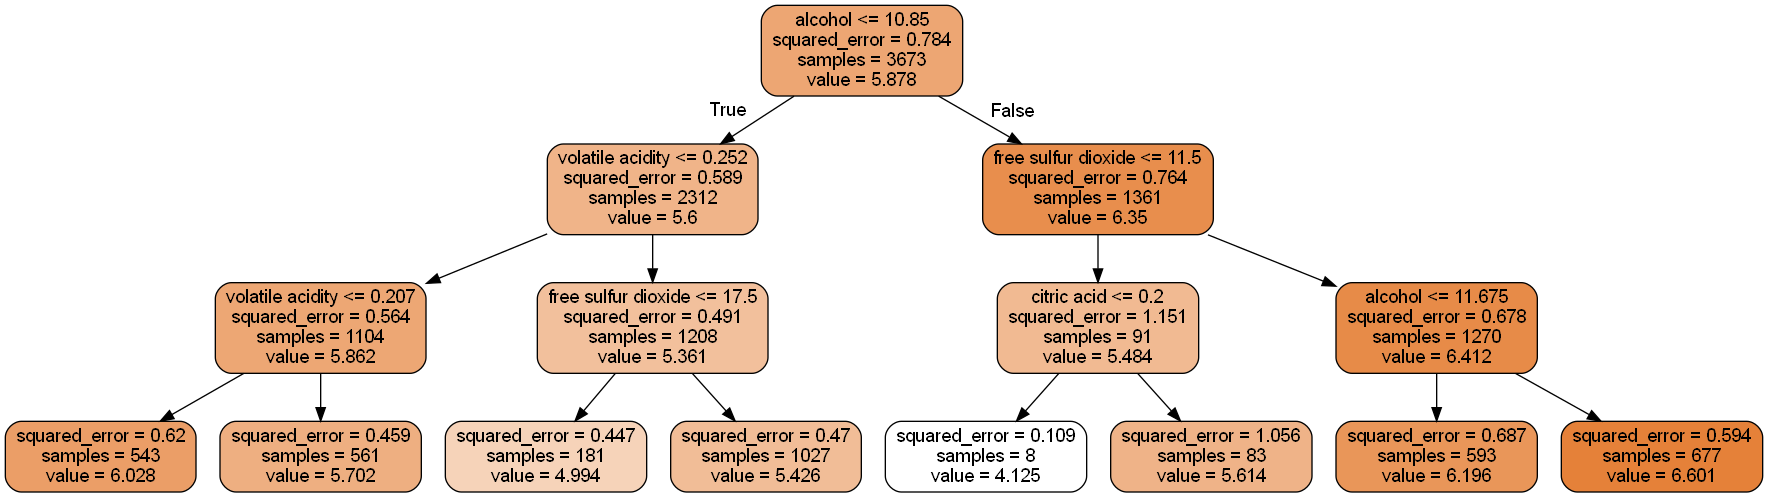 alcohol <= 10.85
squared_error = 0.784
samples = 3673
value = 5.878
True
False
volatile acidity <= 0.252
squared_error = 0.589
samples = 2312
value = 5.6
free sulfur dioxide <= 11.5
squared_error = 0.764
samples = 1361
value = 6.35
volatile acidity <= 0.207
squared_error = 0.564
samples = 1104
value = 5.862
free sulfur dioxide <= 17.5
squared_error = 0.491
samples = 1208
value = 5.361
citric acid <= 0.2
squared_error = 1.151
samples = 91
value = 5.484
alcohol <= 11.675
squared_error = 0.678
samples = 1270
value = 6.412
squared_error = 0.62
samples = 543
value = 6.028
squared_error = 0.459
samples = 561
value = 5.702
squared_error = 0.447
samples = 181
value = 4.994
squared_error = 0.47
samples = 1027
value = 5.426
squared_error = 0.109
samples = 8
value = 4.125
squared_error = 1.056
samples = 83
value = 5.614
squared_error = 0.687
samples = 593
value = 6.196
squared_error = 0.594
samples = 677
value = 6.601